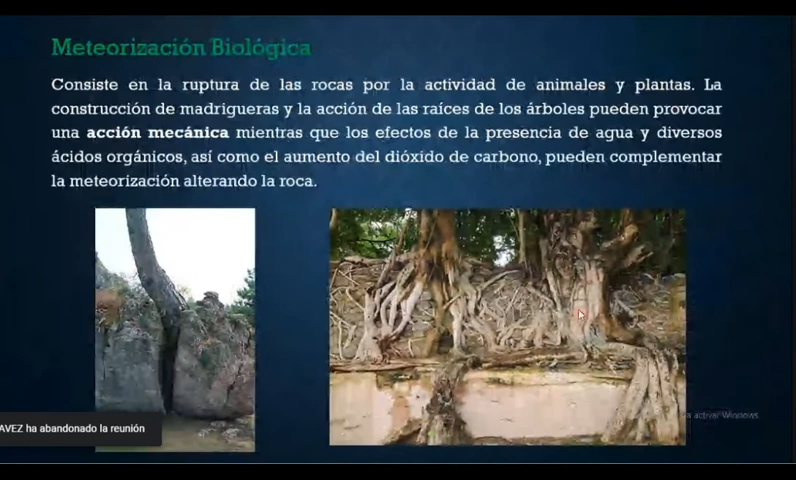 Meteorización Biológica
Consiste en la ruptura de las rocas por la actividad de animales y plantas. La
construcción de madrigueras y la acción de las raíces de los árboles pueden provocar
una acción mecánica mientras que los efectos de la presencia de agua y diversos
ácidos orgánicos, así como el aumento del dióxido de carbono, pueden complementar
la meteorización alterando la roca.
a activar Windows.
AVEZ ha abandonado la reunión